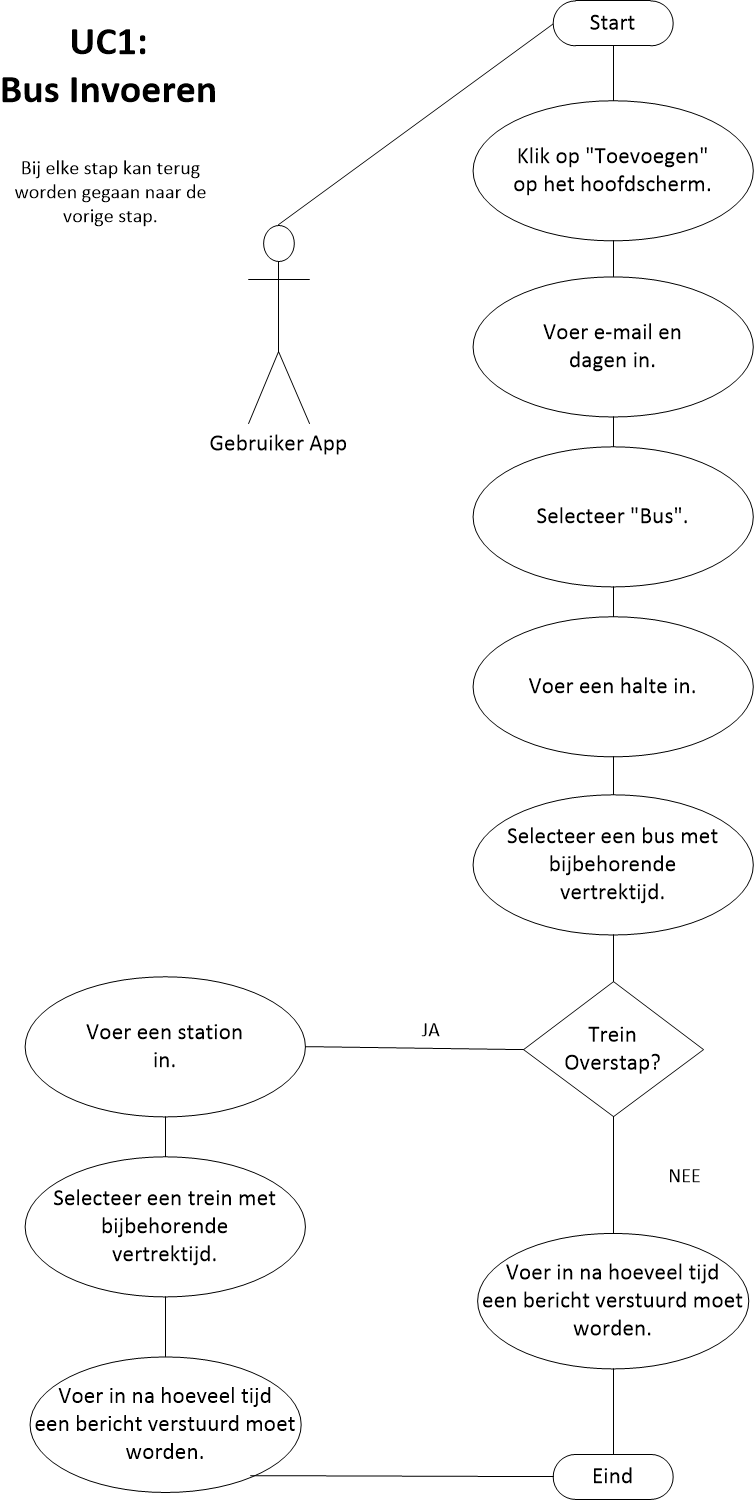 UC1:
Bus Invoeren
Bij elke stap kan terug
worden gegaan naar de
vorige stap.
Gebruiker App
Start
Klik op "Toevoegen"
op het hoofdscherm.
Voer e-mail en
dagen in.
Selecteer "Bus".
Voer een halte in.
Selecteer een bus met
bijbehorende
vertrektijd.
Trein
Overstap?
JA
Voer een station
in.
Selecteer een trein met
bijbehorende
vertrektijd.
Voer in na hoeveel tijd
een bericht verstuurd moet
worden.
NEE
Voer in na hoeveel tijd
een bericht verstuurd moet
worden.
Eind